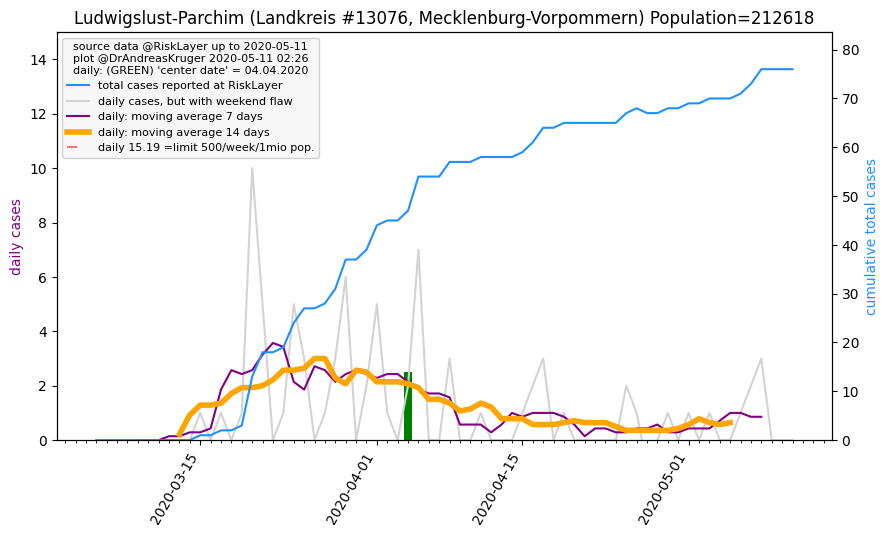 Ludwigslust-Parchim (Landkreis #13076, Mecklenburg-Vorpommern) Population=212618
source data @RiskLayer up to 2020-05-11
plot @DrAndreasKruger 2020-05-11 02:26
daily: (GREEN) 'center date' = 04.04.2020
total cases reported at RiskLayer
daily cases, but with weekend flaw
daily: moving average 7 days
daily: moving average 14 days
daily 15.19 =limit 500/week/1mio pop.
daily cases
14
12
10
8
6
4
2
0
cumulative total cases
80
70
60
50
40
30
20
10
0
2020-03-15
2020-04-01
2020-04-15
2020-05-01